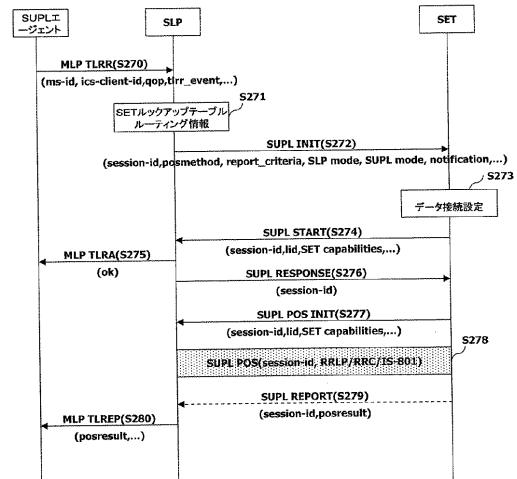 SUPLエ
ージェント
SLP
SET
MLP TLRR(S270)
(ms-id, ics-client-id,qop,tlrr_event,...)
S271
SETルックアップテーブル
ルーティング情報
SUPL INIT(S272)
(session-id,posmethod, report_criteria, SLP mode, SUPL mode, notification,...)
S273
データ接続設定
SUPL START(S274)
(session-id,lid,SET capabilities,...)
MLP TLRA(S275)
(ok)
SUPL RESPONSE(S276)
(session-id)
SUPL POS INIT(S277)
(session-id,lid,SET capabilities,...)
S278
SUPL POS(session-id, RRLP/RRC/IS-801)
SUPL REPORT(S279)
(session-id,posresult)
MLP TLREP(S280)
(posresult,...)